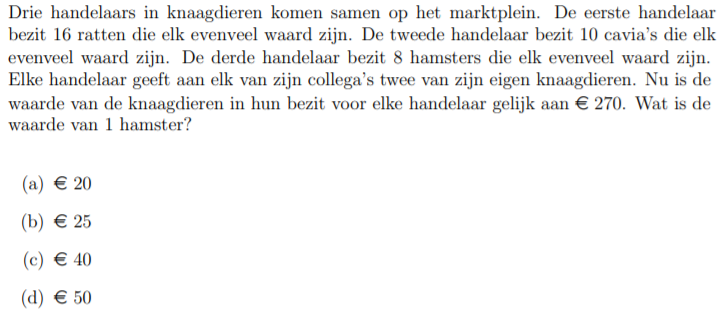 Drie handelaars in knaagdieren komen samen op het marktplein. De eerste handelaar
bezit 16 ratten die elk evenveel waard zijn. De tweede handelaar bezit 10 cavia's die elk
evenveel waard zijn. De derde handelaar bezit 8 hamsters die elk evenveel waard zijn.
Elke handelaar geeft aan elk van zijn collega's twee van zijn eigen knaagdieren. Nu is de
waarde van de knaagdieren in hun bezit voor elke handelaar gelijk aan € 270. Wat is de
waarde van 1 hamster?
(a) € 20
(b) € 25
(c) € 40
(d) € 50